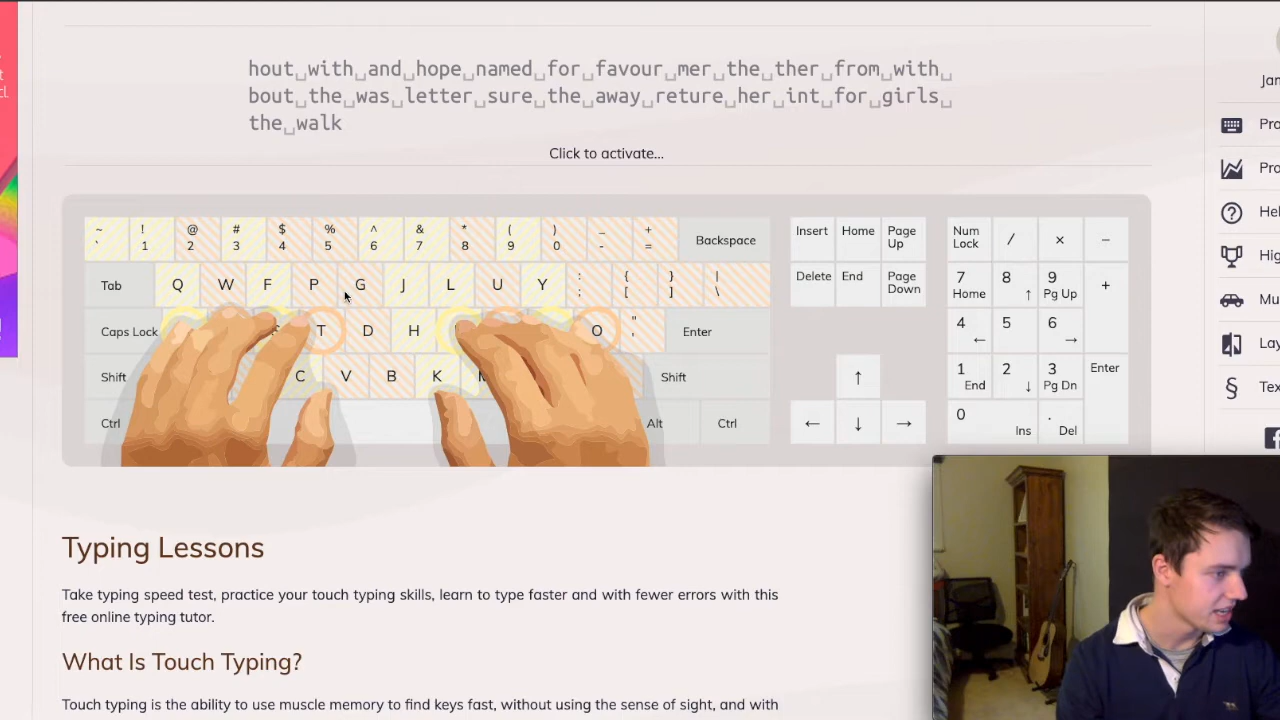 hout␣with␣and␣hope␣named␣for␣favour␣mer␣the␣ther␣from␣with␣
bout␣the␣was␣letter␣sure␣the␣away␣reture␣her␣int␣for␣girls␣
the␣walk
Click to activate...
~ ! @ # $ % ^ & * ( ) _ +
` 1 2 3 4 5 6 7 8 9 0 - = Backspace
Tab Q W F P G J L U Y : ; { [ } ] | \
Caps Lock T D H O " ' Enter
Shift C V B K Shift
Ctrl Alt Ctrl
Insert Home Page Up
Delete End Page Down
↑
← ↓ →
Num Lock / × −
7 Home 8 ↑ 9 Pg Up +
4 ← 5 6 →
1 End 2 ↓ 3 Pg Dn Enter
0 Ins . Del
Typing Lessons
Take typing speed test, practice your touch typing skills, learn to type faster and with fewer errors with this
free online typing tutor.
What Is Touch Typing?
Touch typing is the ability to use muscle memory to find keys fast, without using the sense of sight, and with